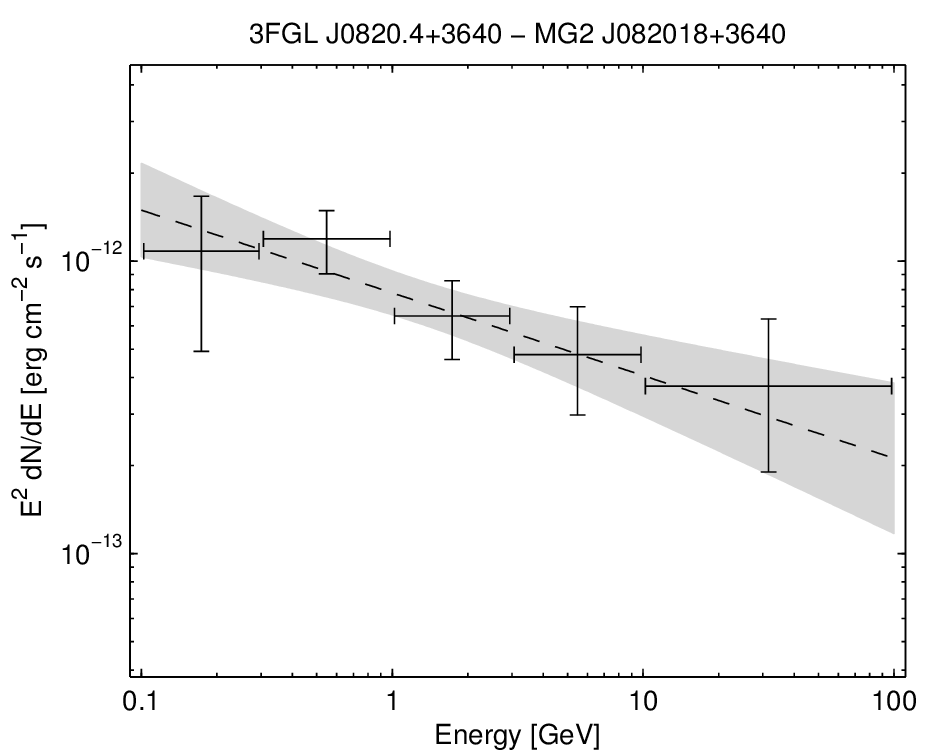 3FGL J0820.4+3640 − MG2 J082018+3640
E² dN/dE [erg cm⁻² s⁻¹]
10⁻¹²
10⁻¹³
0.1 1 10 100
Energy [GeV]